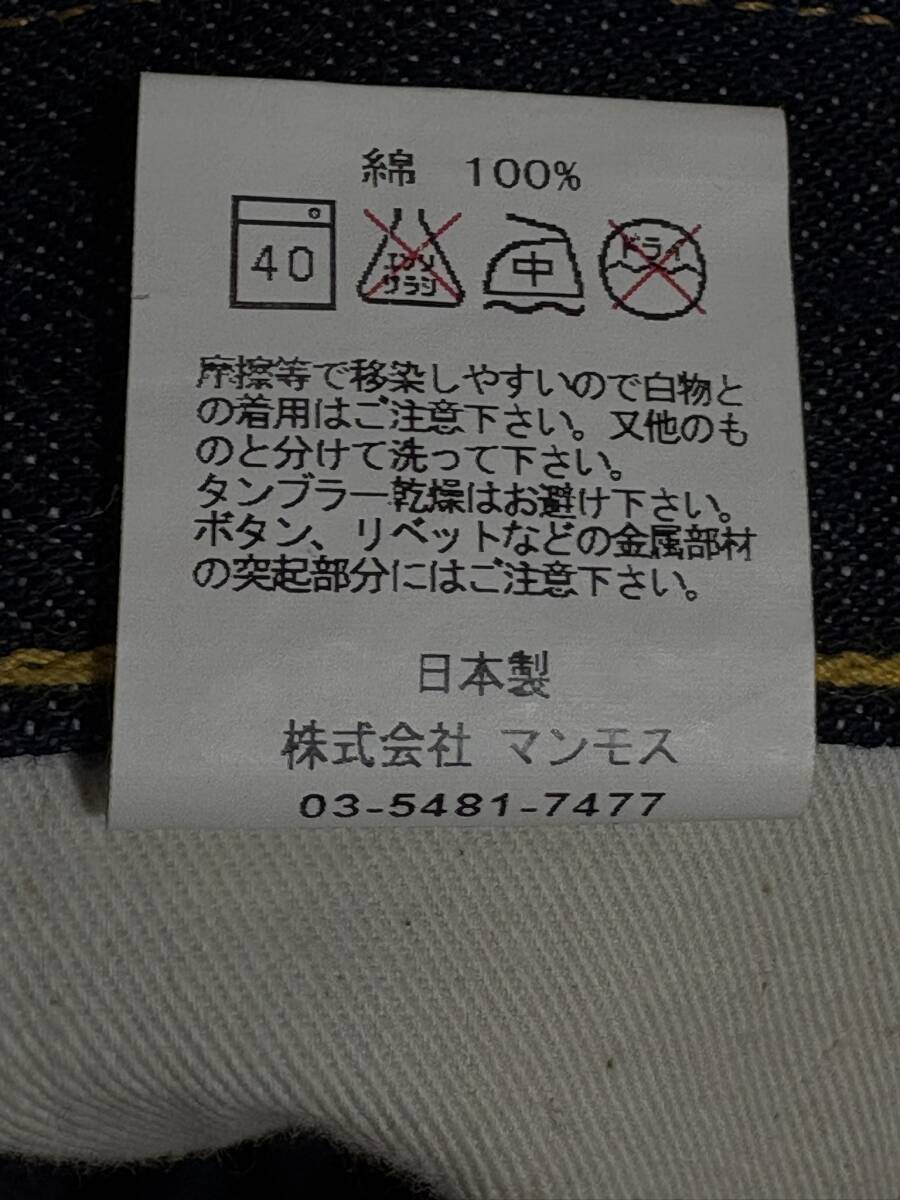 綿 100%
40 エンソサラシ 中 ドライ
摩擦等で移染しやすいので白物と
の着用はご注意下さい。又他のも
のと分けて洗って下さい。
タンブラー乾燥はお避け下さい。
ボタン、リベットなどの金属部材
の突起部分にはご注意下さい。
日本製
株式会社 マンモス
03-5481-7477